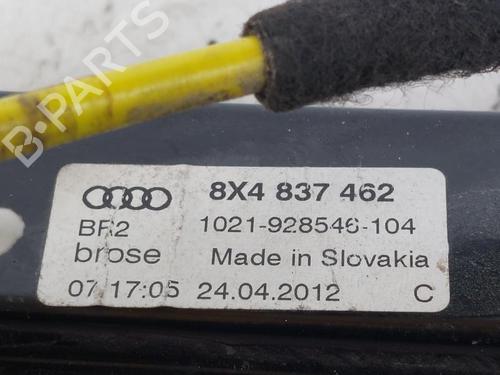 B-PARTS
8X4 837 462
BR2 1021-928546-104
brose Made in Slovakia
07 17:05 24.04.2012 C